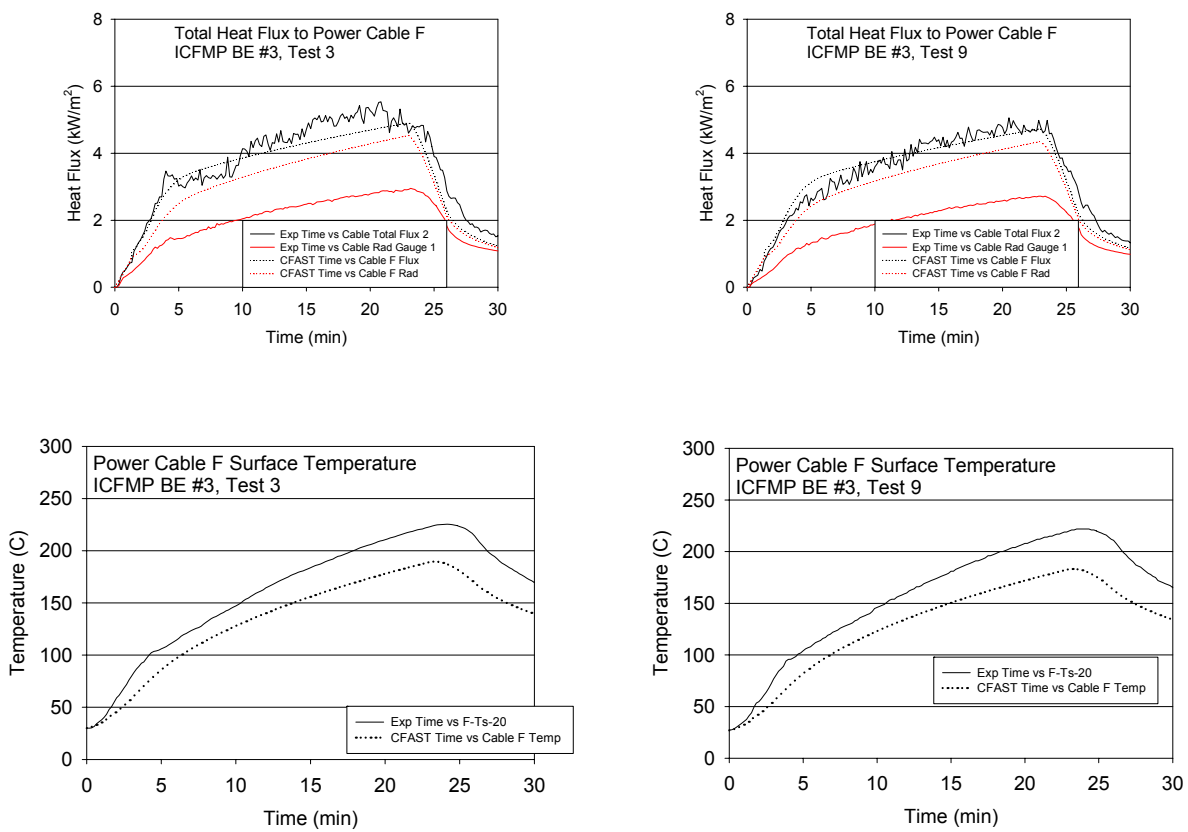 Total Heat Flux to Power Cable F
ICFMP BE #3, Test 3
Heat Flux (kW/m²)
8
6
4
2
0
Exp Time vs Cable Total Flux 2
Exp Time vs Cable Rad Gauge 1
CFAST Time vs Cable F Flux
CFAST Time vs Cable F Rad
0 5 10 15 20 25 30
Time (min)
Total Heat Flux to Power Cable F
ICFMP BE #3, Test 9
Heat Flux (kW/m²)
8
6
4
2
0
Exp Time vs Cable Total Flux 2
Exp Time vs Cable Rad Gauge 1
CFAST Time vs Cable F Flux
CFAST Time vs Cable F Rad
0 5 10 15 20 25 30
Time (min)
Power Cable F Surface Temperature
ICFMP BE #3, Test 3
Temperature (C)
300
250
200
150
100
50
0
Exp Time vs F-Ts-20
CFAST Time vs Cable F Temp
0 5 10 15 20 25 30
Time (min)
Power Cable F Surface Temperature
ICFMP BE #3, Test 9
Temperature (C)
300
250
200
150
100
50
0
Exp Time vs F-Ts-20
CFAST Time vs Cable F Temp
0 5 10 15 20 25 30
Time (min)